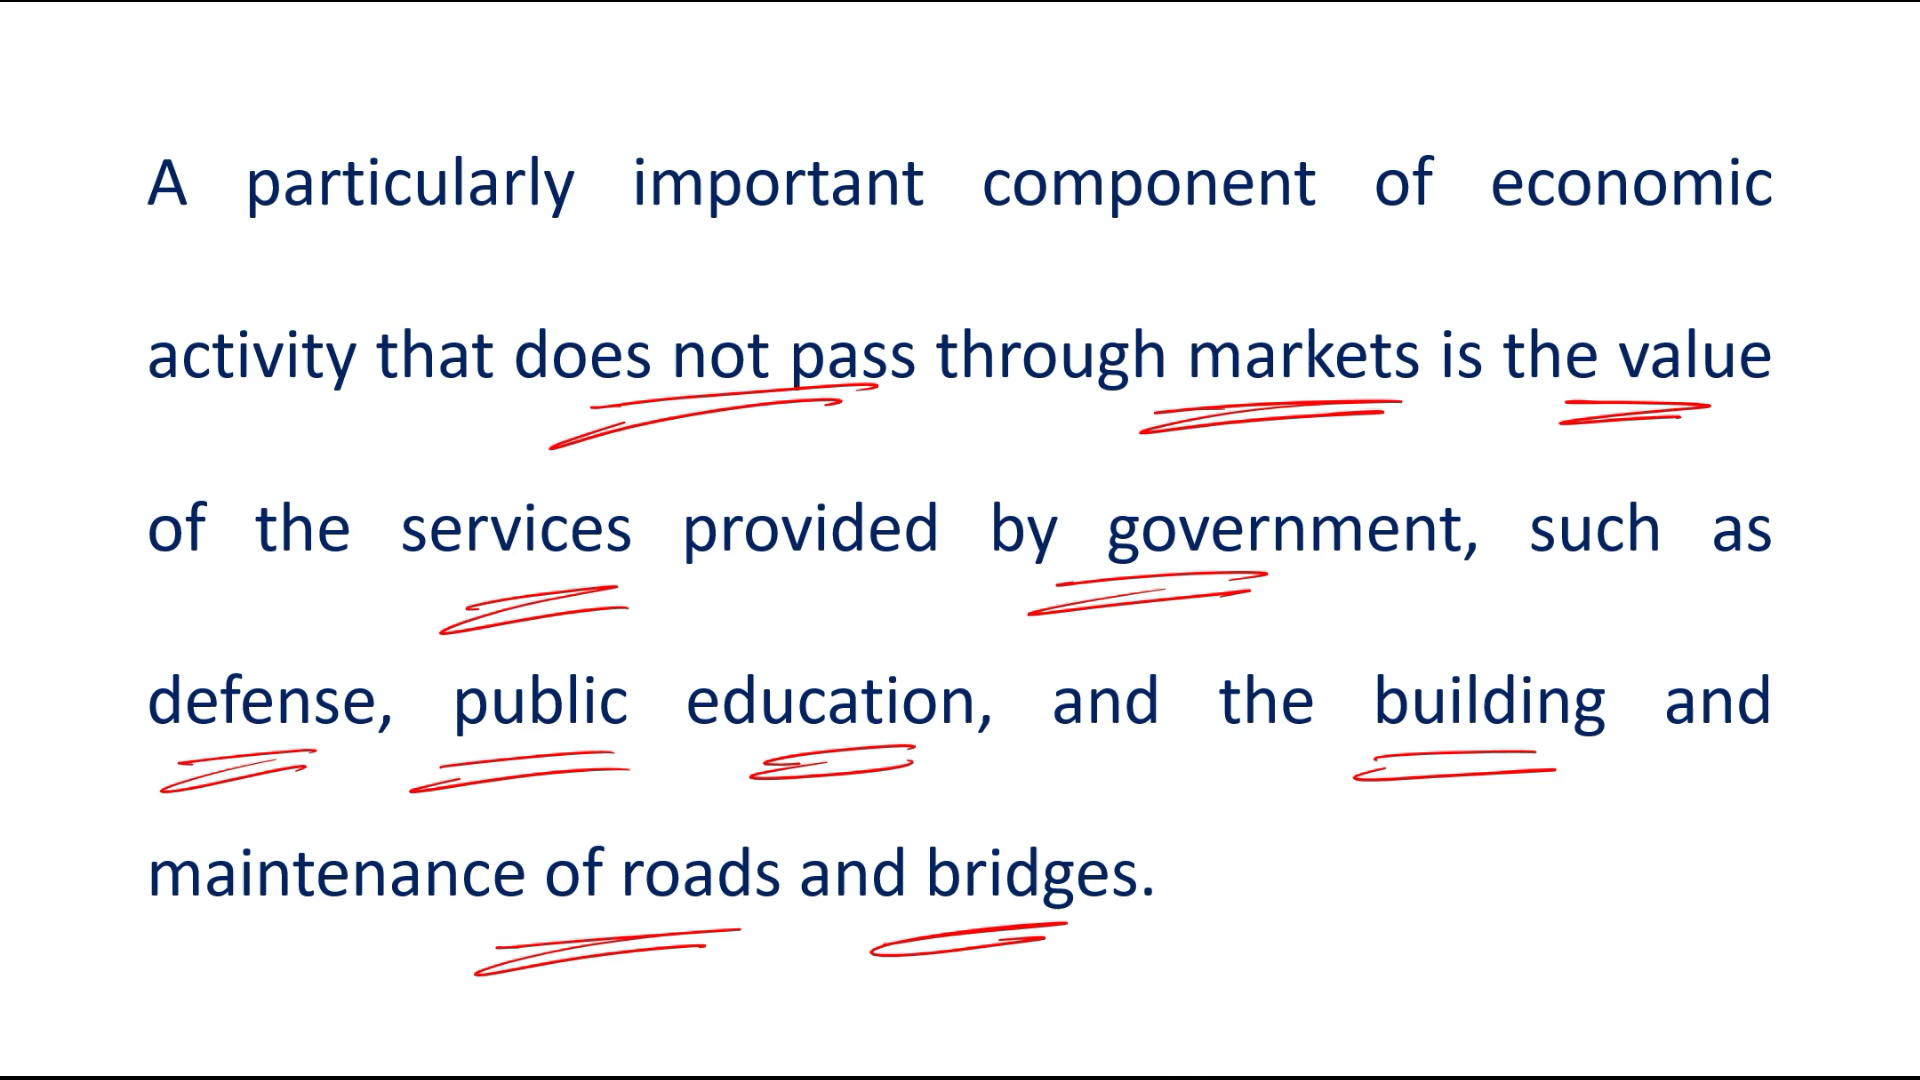 A particularly important component of economic
activity that does not pass through markets is the value
of the services provided by government, such as
defense, public education, and the building and
maintenance of roads and bridges.